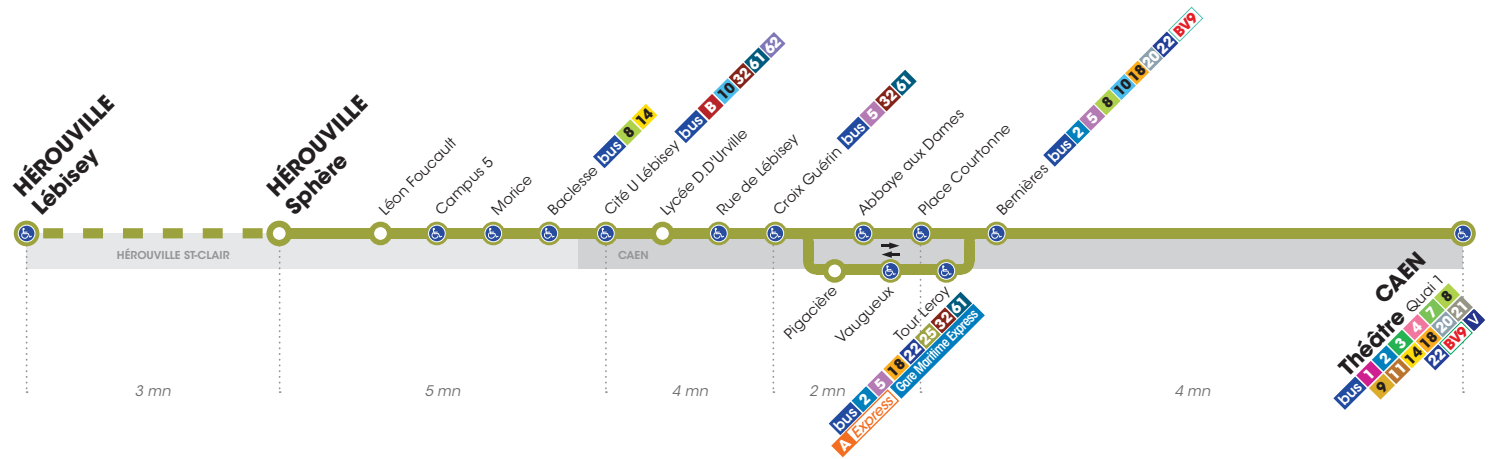 HÉROUVILLE
Lébisey
HÉROUVILLE
Sphère
Léon Foucault
Campus 5
Morice
Baclesse bus 8 14
Cité U Lébisey bus B 10 32 61 62
Lycée D.D'Urville
Rue de Lébisey
Croix Guérin bus 5 32 61
Abbaye aux Dames
Place Courtonne
Bernières bus 2 5 8 10 18 20 22 BV9
HÉROUVILLE ST-CLAIR
CAEN
Pigacière
Vaugueux
Tour Leroy
bus 2 5 18 22 25 32 61
A Express Gare Maritime Express
CAEN
Théâtre Quai 1
bus 1 2 3 4 7 8
9 11 14 18 20 21
22 BV9 V
3 mn
5 mn
4 mn
2 mn
4 mn